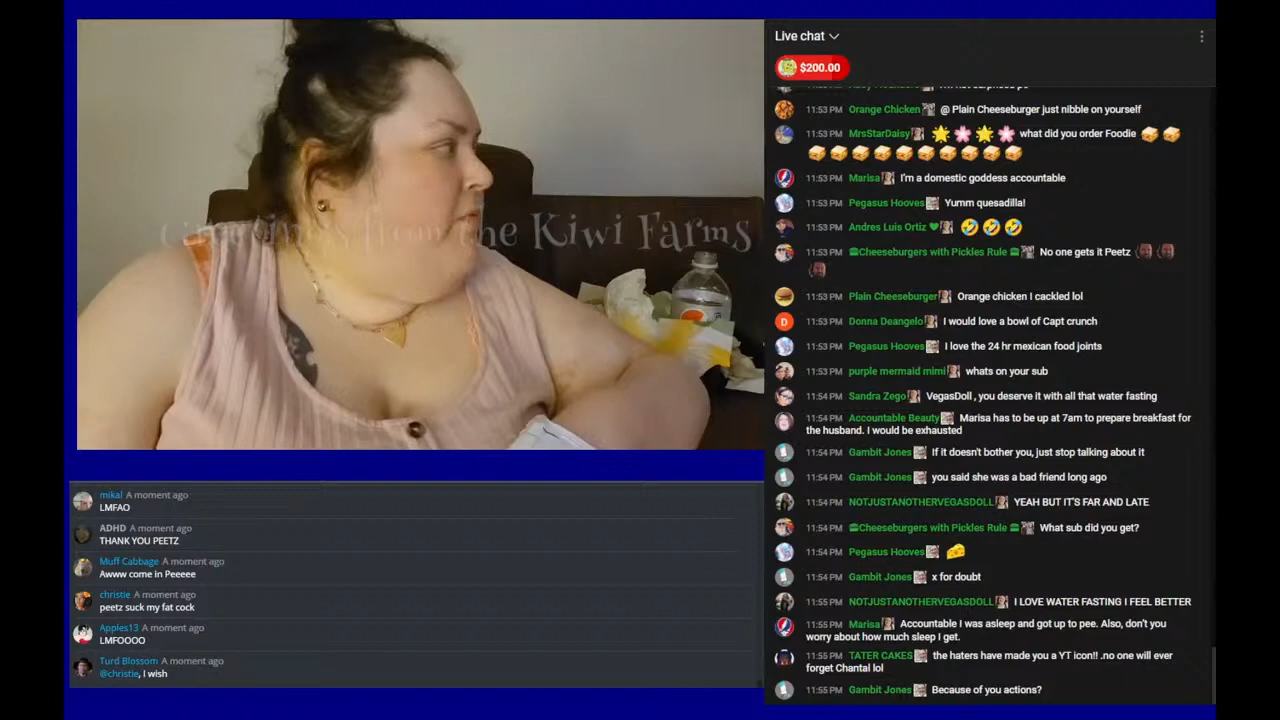 Live chat
$200.00
11:53 PM Orange Chicken @ Plain Cheeseburger just nibble on yourself
11:53 PM MrsStarDaisy 🌟🌸🌟🌸 what did you order Foodie
11:53 PM Marisa I'm a domestic goddess accountable
11:53 PM Pegasus Hooves Yumm quesadilla!
from the Kiwi Farms
11:53 PM Andres Luis Ortiz 🤣🤣🤣
11:53 PM Cheeseburgers with Pickles Rule No one gets it Peetz
11:53 PM Plain Cheeseburger Orange chicken I cackled lol
D 11:53 PM Donna Deangelo I would love a bowl of Capt crunch
11:53 PM Pegasus Hooves I love the 24 hr mexican food joints
11:53 PM purple mermaid mimi whats on your sub
11:54 PM Sandra Zego VegasDoll , you deserve it with all that water fasting
11:54 PM Accountable Beauty Marisa has to be up at 7am to prepare breakfast for
the husband. I would be exhausted
11:54 PM Gambit Jones If it doesn't bother you, just stop talking about it
11:54 PM Gambit Jones you said she was a bad friend long ago
11:54 PM NOTJUSTANOTHERVEGASDOLL YEAH BUT IT'S FAR AND LATE
11:54 PM Cheeseburgers with Pickles Rule What sub did you get?
11:54 PM Pegasus Hooves 🧀
11:54 PM Gambit Jones x for doubt
11:55 PM NOTJUSTANOTHERVEGASDOLL I LOVE WATER FASTING I FEEL BETTER
11:55 PM Marisa Accountable I was asleep and got up to pee. Also, don't you
worry about how much sleep I get.
11:55 PM TATER CAKES the haters have made you a YT icon!! .no one will ever
forget Chantal lol
11:55 PM Gambit Jones Because of you actions?
mikal A moment ago
LMFAO
ADHD A moment ago
THANK YOU PEETZ
Muff Cabbage A moment ago
Awww come in Peeeee
christie A moment ago
peetz suck my fat cock
Apples13 A moment ago
LMFOOOO
Turd Blossom A moment ago
@christie, I wish